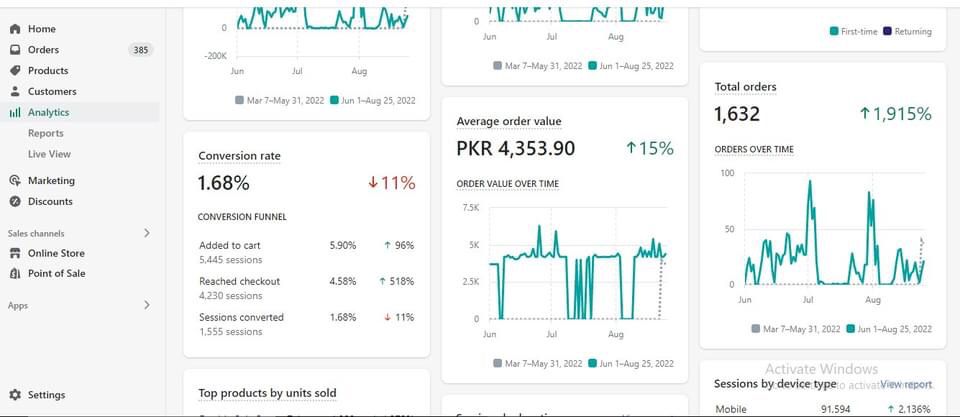 Home
Orders 385
Products
Customers
Analytics
Reports
Live View
Marketing
Discounts
Sales channels
Online Store
Point of Sale
Apps
Settings
0
-200K
Jun Jul Aug
Mar 7–May 31, 2022 Jun 1–Aug 25, 2022
Conversion rate
1.68% ↓11%
CONVERSION FUNNEL
Added to cart 5.90% ↑ 96%
5,445 sessions
Reached checkout 4.58% ↑ 518%
4,230 sessions
Sessions converted 1.68% ↓ 11%
1,555 sessions
Top products by units sold
0
Jun Jul Aug
Mar 7–May 31, 2022 Jun 1–Aug 25, 2022
Average order value
PKR 4,353.90 ↑15%
ORDER VALUE OVER TIME
7.5K
5K
2.5K
0
Jun Jul Aug
Mar 7–May 31, 2022 Jun 1–Aug 25, 2022
First-time Returning
Total orders
1,632 ↑1,915%
ORDERS OVER TIME
100
50
0
Jun Jul Aug
Mar 7–May 31, 2022 Jun 1–Aug 25, 2022
Activate Windows
Sessions by device type View report
Mobile 91,594 ↑ 2,136%